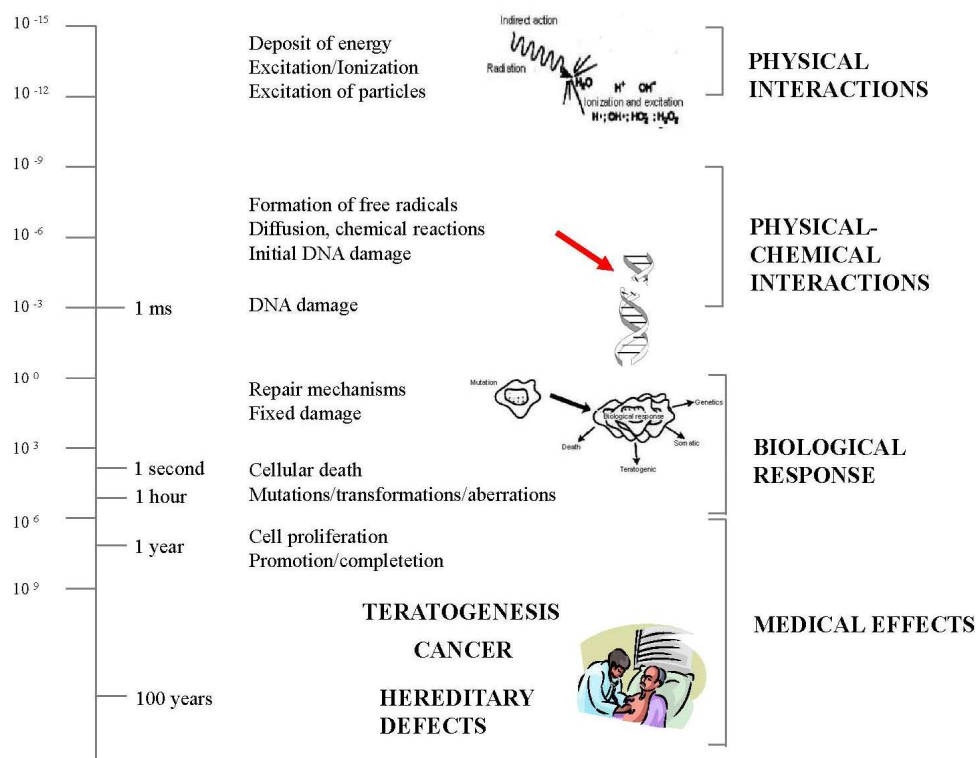 10 -15
10 -12
10 -9
10 -6
10 -3
10 0
10 3
10 6
10 9
1 ms
1 second
1 hour
1 year
100 years
Deposit of energy
Excitation/Ionization
Excitation of particles
Indirect action
Radiation
H₂O H⁺ OH⁻
Ionization and excitation
H•; OH•; HO₂• ; H₂O₂
PHYSICAL
INTERACTIONS
Formation of free radicals
Diffusion, chemical reactions
Initial DNA damage
DNA damage
PHYSICAL-
CHEMICAL
INTERACTIONS
Repair mechanisms
Fixed damage
Mutation
Biological response
Genetics
Somatic
Teratogenic
Death
Cellular death
Mutations/transformations/aberrations
BIOLOGICAL
RESPONSE
Cell proliferation
Promotion/completetion
TERATOGENESIS
CANCER
HEREDITARY
DEFECTS
MEDICAL EFFECTS